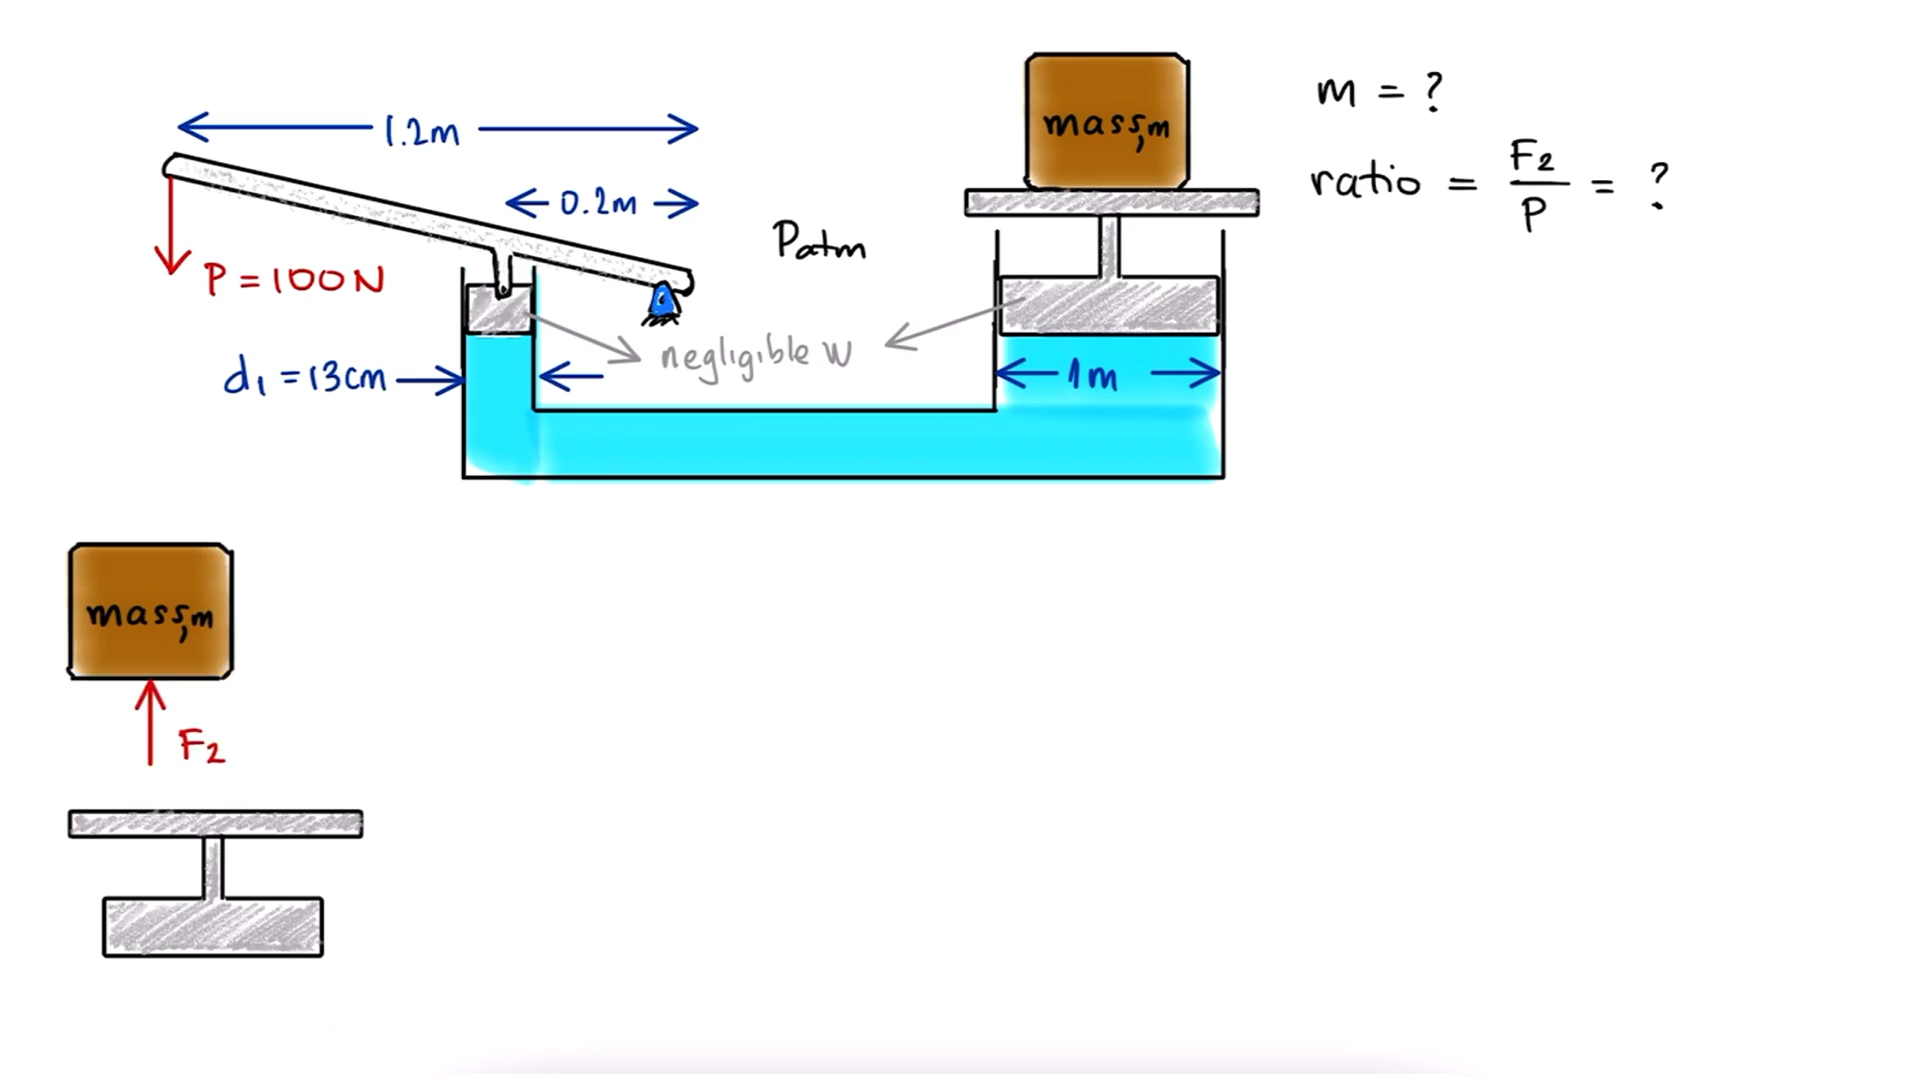 1.2m
0.2m
P = 100N
Patm
negligible W
d₁ = 13cm
1m
mass,m
m = ?
ratio = F₂/P = ?
mass,m
F₂